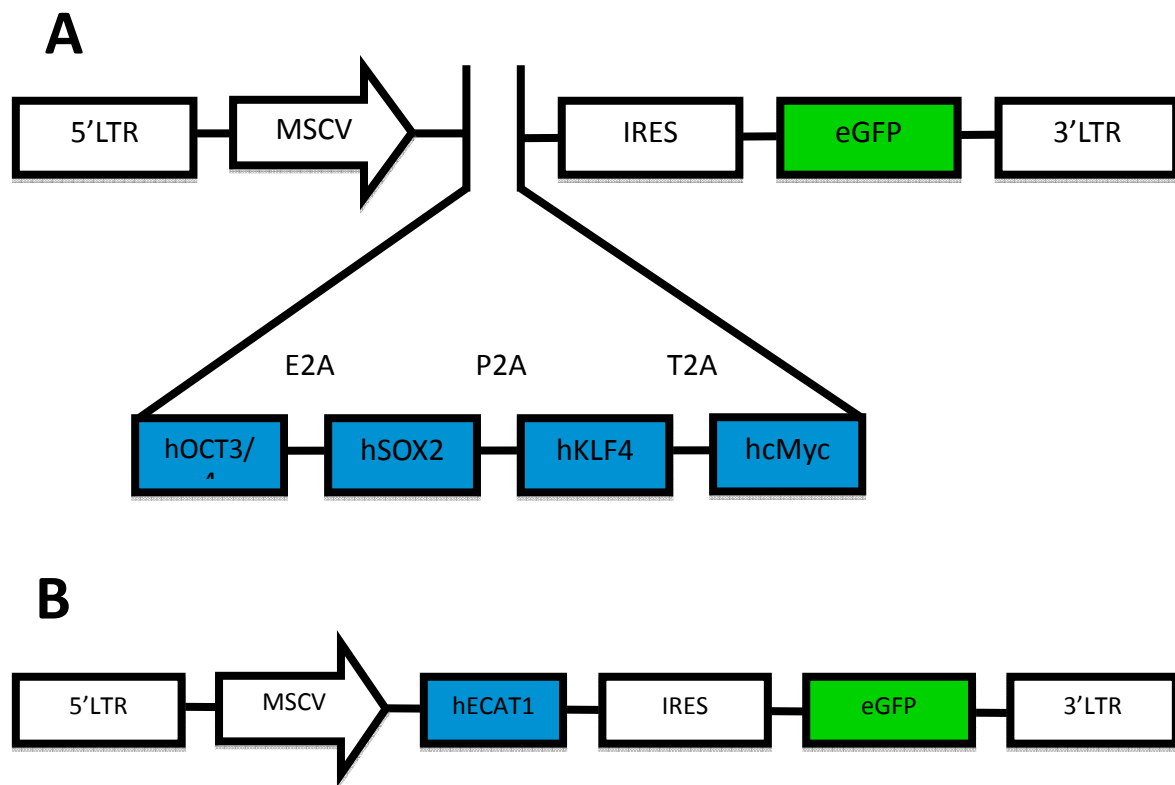 A
5'LTR
MSCV
IRES
eGFP
3'LTR
E2A
P2A
T2A
hOCT3/
hSOX2
hKLF4
hcMyc
B
5'LTR
MSCV
hECAT1
IRES
eGFP
3'LTR